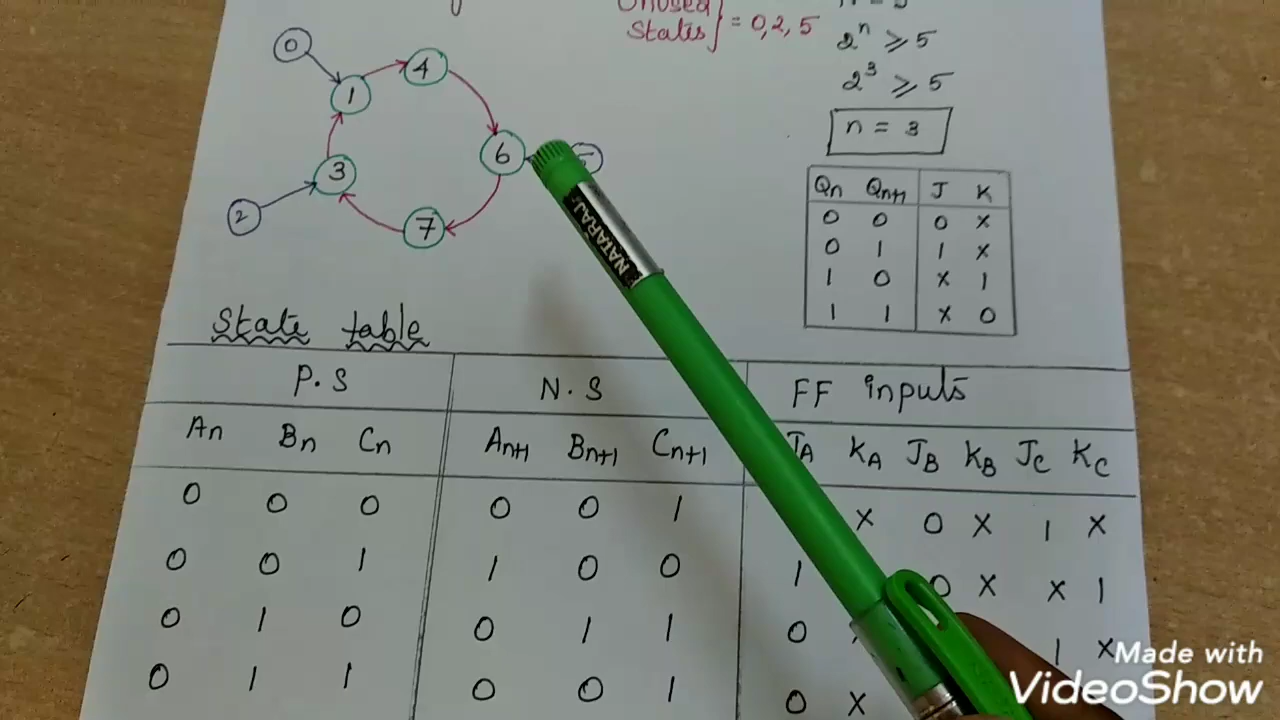 Unused
States } = 0, 2, 5
2ⁿ ≥ 5
2³ ≥ 5
n = 3
0
4
1
6
3
2
7
Qn Qn+1 J K
0 0 0 X
0 1 1 X
1 0 X 1
1 1 X 0
NATARAJ
State table
P.S N.S FF inputs
An Bn Cn An+1 Bn+1 Cn+1 JA KA JB KB JC KC
0 0 0 0 0 1 X 0 X 1 X
0 0 1 1 0 0 1 0 X X 1
0 1 0 0 1 1 0 1 X
0 1 1 0 0 1 0 X
Made with
VideoShow